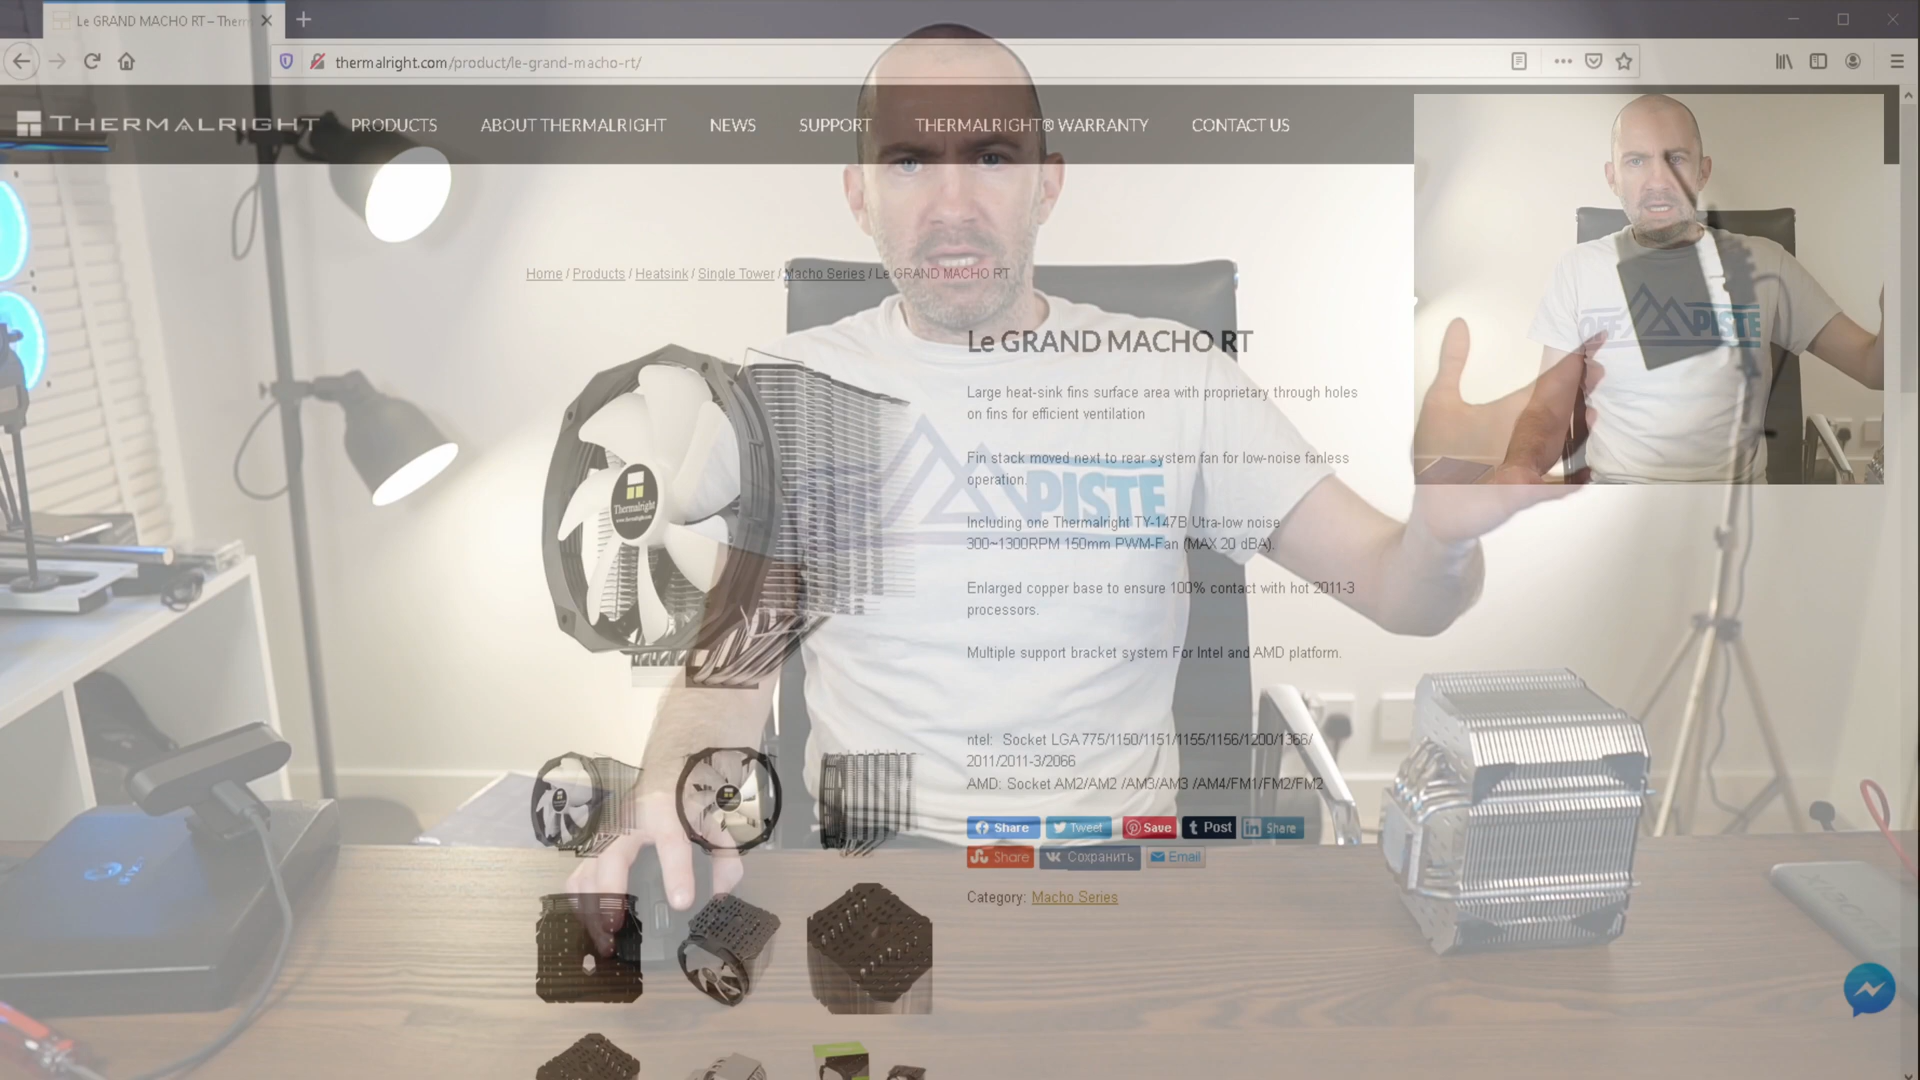 Le GRAND MACHO RT – Therm
thermalright.com/product/le-grand-macho-rt/
THERMALRIGHT
PRODUCTS ABOUT THERMALRIGHT NEWS SUPPORT THERMALRIGHT® WARRANTY CONTACT US
Home / Products / Heatsink / Single Tower / Macho Series / Le GRAND MACHO RT
Le GRAND MACHO RT
Large heat-sink fins surface area with proprietary through holes
on fins for efficient ventilation
Fin stack moved next to rear system fan for low-noise fanless
operation.
Including one Thermalright TY-147B Utra-low noise
300~1300RPM 150mm PWM-Fan (MAX 20 dBA).
Enlarged copper base to ensure 100% contact with hot 2011-3
processors.
Multiple support bracket system For Intel and AMD platform.
ntel: Socket LGA 775/1150/1151/1155/1156/1200/1366/
2011/2011-3/2066
AMD: Socket AM2/AM2 /AM3/AM3 /AM4/FM1/FM2/FM2
Share Tweet Save Post Share
Share Сохранить Email
Category: Macho Series
Thermalright
OFF PISTE
PISTE